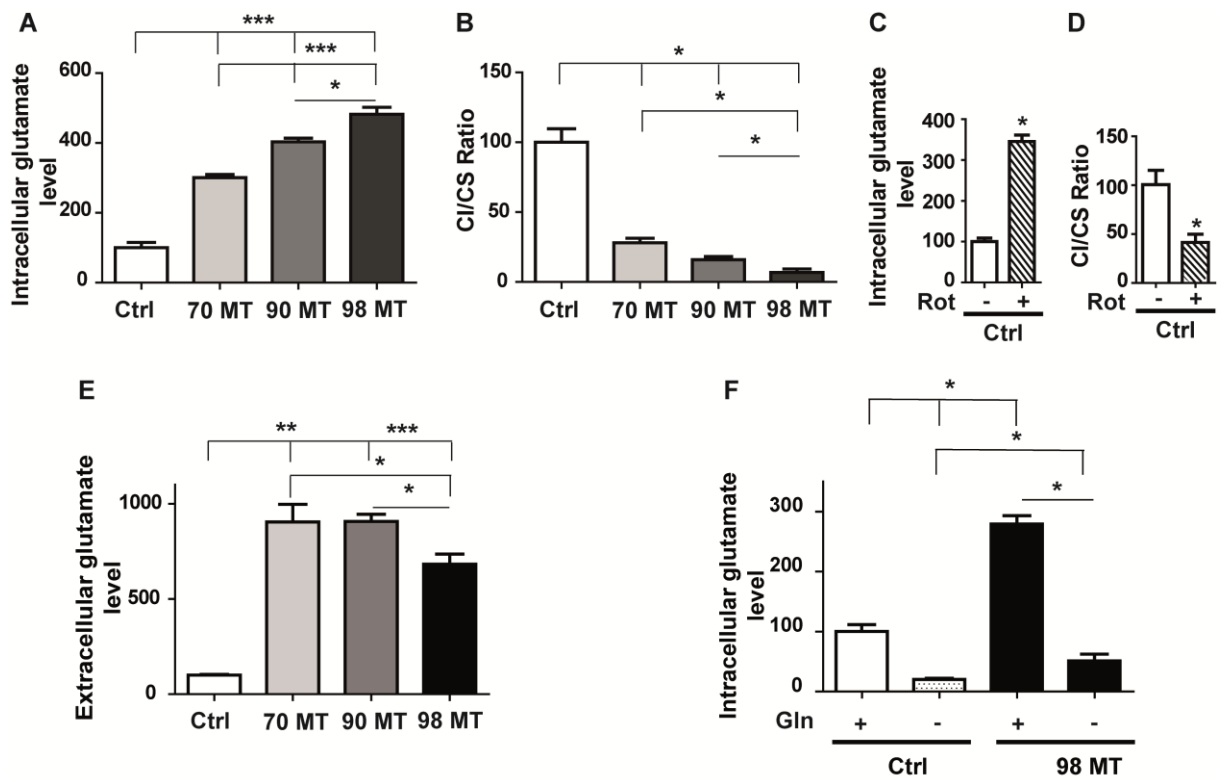 A
***
***
*
Intracellular glutamate
level
600
400
200
0
Ctrl 70 MT 90 MT 98 MT
B
*
*
*
CI/CS Ratio
150
100
50
0
Ctrl 70 MT 90 MT 98 MT
C
Intracellular glutamate
level
400
300
200
100
0
*
Rot - +
Ctrl
D
CI/CS Ratio
150
100
50
0
*
Rot - +
Ctrl
E
** ***
*
*
Extracellular glutamate
level
1000
500
0
Ctrl 70 MT 90 MT 98 MT
F
*
*
*
Intracellular glutamate
level
300
200
100
0
Gln + - + -
Ctrl 98 MT